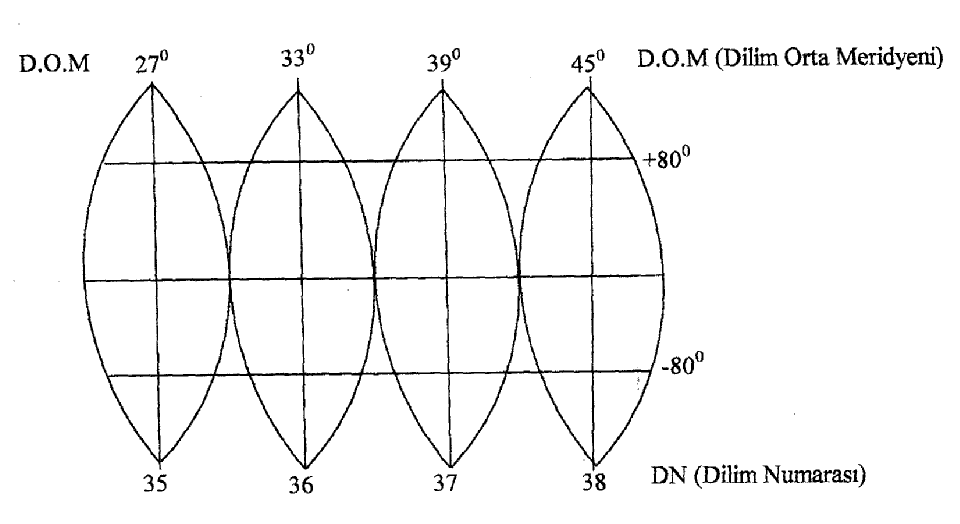 D.O.M 27⁰ 33⁰ 39⁰ 45⁰ D.O.M (Dilim Orta Meridyeni)
+80⁰
-80⁰
35 36 37 38 DN (Dilim Numarası)